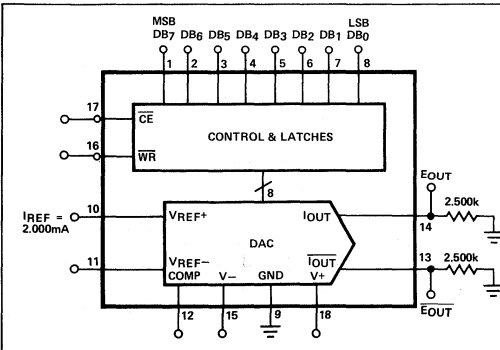 MSB LSB
DB7 DB6 DB5 DB4 DB3 DB2 DB1 DB0
1 2 3 4 5 6 7 8
17 CE
CONTROL & LATCHES
16 WR
8
EOUT
2.500k
IREF = 2.000mA
10 VREF+ IOUT 14
DAC
2.500k
11 VREF- IOUT 13
COMP V- GND V+
EOUT
12 15 9 18